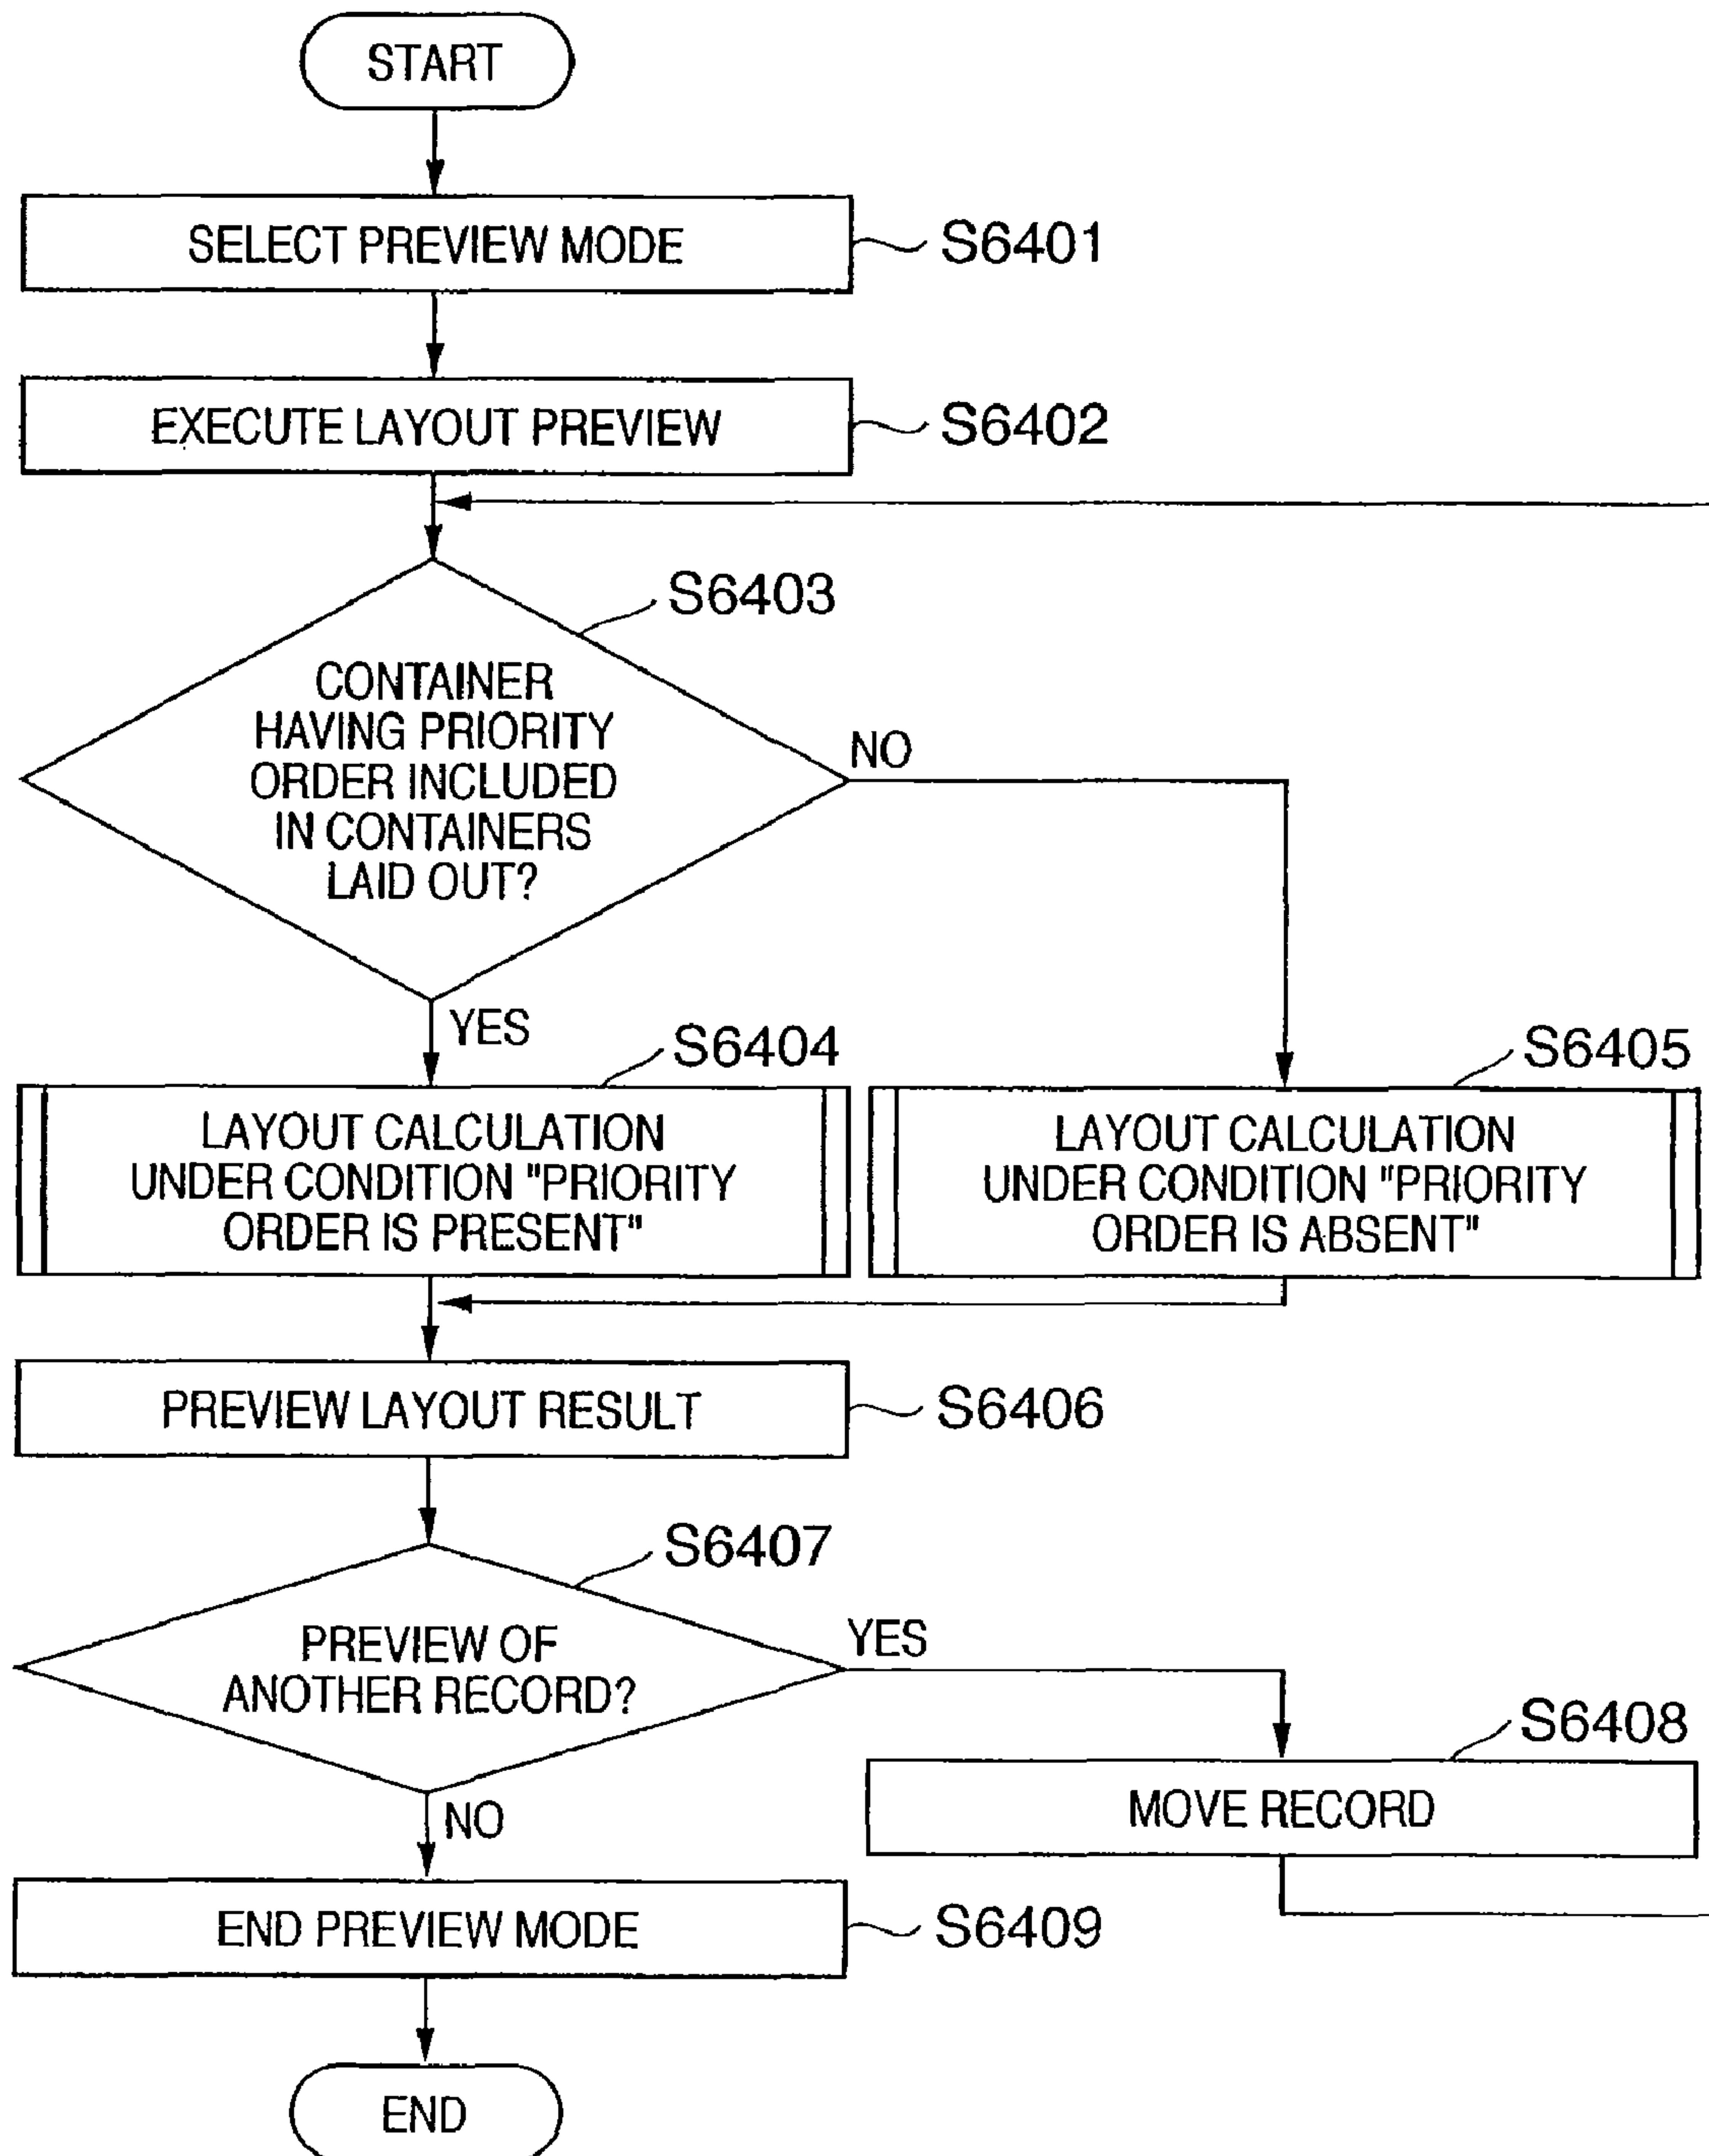 START
SELECT PREVIEW MODE
S6401
EXECUTE LAYOUT PREVIEW
S6402
S6403
CONTAINER
HAVING PRIORITY
ORDER INCLUDED
IN CONTAINERS
LAID OUT?
NO
YES
S6404
LAYOUT CALCULATION
UNDER CONDITION "PRIORITY
ORDER IS PRESENT"
S6405
LAYOUT CALCULATION
UNDER CONDITION "PRIORITY
ORDER IS ABSENT"
PREVIEW LAYOUT RESULT
S6406
S6407
PREVIEW OF
ANOTHER RECORD?
YES
S6408
MOVE RECORD
NO
END PREVIEW MODE
S6409
END